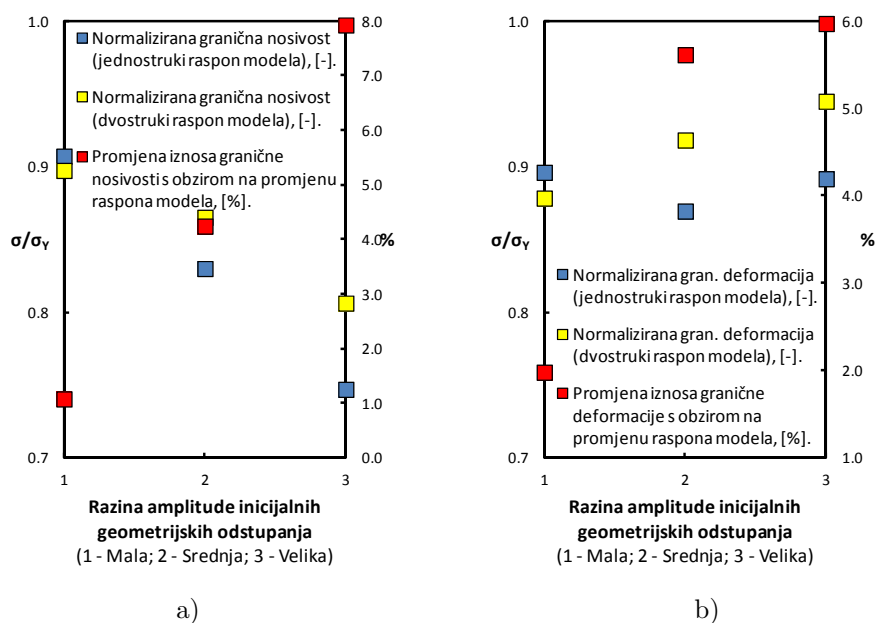 1.0
0.9
0.8
0.7
σ/σY
8.0
7.0
6.0
5.0
4.0
3.0
2.0
1.0
0.0
%
Normalizirana granična nosivost
(jednostruki raspon modela), [-].
Normalizirana granična nosivost
(dvostruki raspon modela), [-].
Promjena iznosa granične
nosivosti s obzirom na promjenu
raspona modela, [%].
1 2 3
Razina amplitude inicijalnih
geometrijskih odstupanja
(1 - Mala; 2 - Srednja; 3 - Velika)
a)
1.0
0.9
0.8
0.7
σ/σY
6.0
5.0
4.0
3.0
2.0
1.0
%
Normalizirana gran. deformacija
(jednostruki raspon modela), [-].
Normalizirana gran. deformacija
(dvostruki raspon modela), [-].
Promjena iznosa granične
deformacije s obzirom na
promjenu raspona modela, [%].
1 2 3
Razina amplitude inicijalnih
geometrijskih odstupanja
(1 - Mala; 2 - Srednja; 3 - Velika)
b)